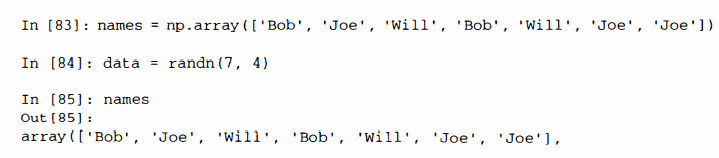 In [83]: names = np.array(['Bob', 'Joe', 'Will', 'Bob', 'Will', 'Joe', 'Joe'])
In [84]: data = randn(7, 4)
In [85]: names
Out[85]:
array(['Bob', 'Joe', 'Will', 'Bob', 'Will', 'Joe', 'Joe'],